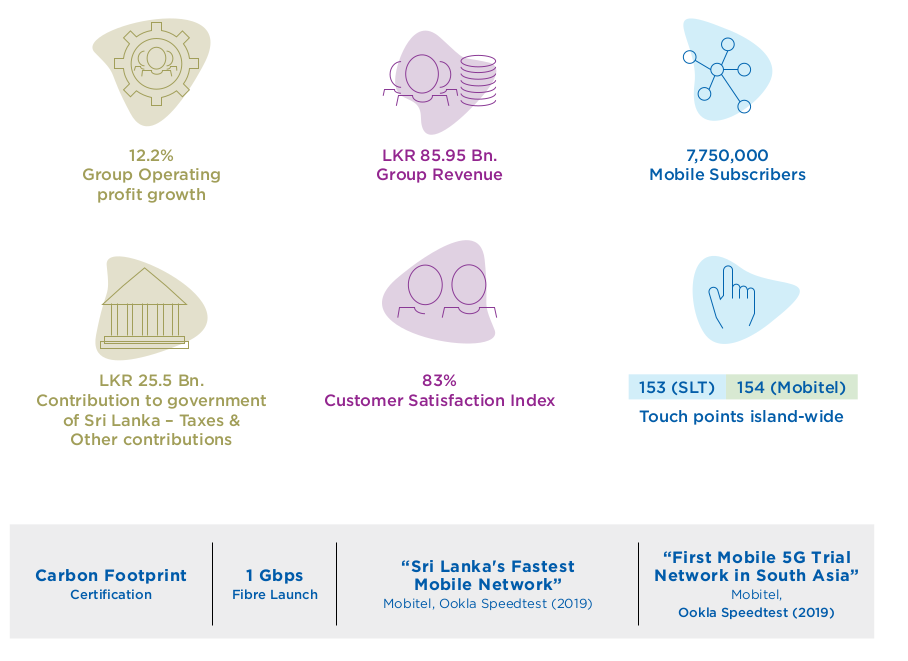 12.2%
Group Operating
profit growth
LKR 85.95 Bn.
Group Revenue
7,750,000
Mobile Subscribers
LKR 25.5 Bn.
Contribution to government
of Sri Lanka – Taxes &
Other contributions
83%
Customer Satisfaction Index
153 (SLT) 154 (Mobitel)
Touch points island-wide
Carbon Footprint
Certification
1 Gbps
Fibre Launch
“Sri Lanka's Fastest
Mobile Network”
Mobitel, Ookla Speedtest (2019)
“First Mobile 5G Trial
Network in South Asia”
Mobitel,
Ookla Speedtest (2019)